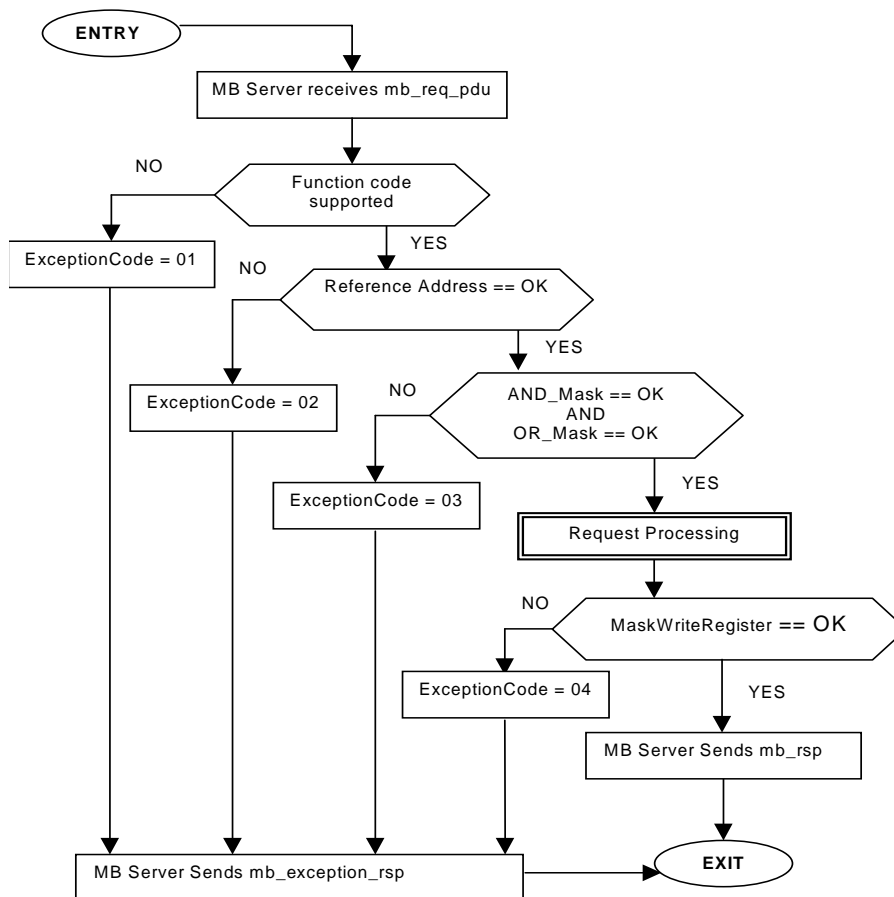 ENTRY
MB Server receives mb_req_pdu
NO
Function code
supported
YES
ExceptionCode = 01
NO
Reference Address == OK
YES
NO
AND_Mask == OK
AND
OR_Mask == OK
ExceptionCode = 02
YES
ExceptionCode = 03
Request Processing
NO
MaskWriteRegister == OK
ExceptionCode = 04
YES
MB Server Sends mb_rsp
MB Server Sends mb_exception_rsp
EXIT